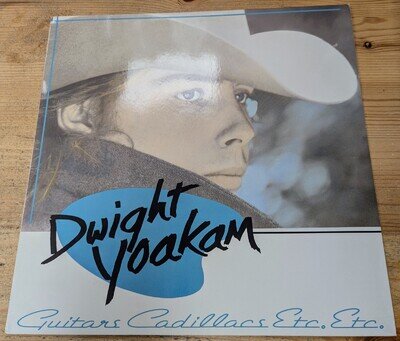 Dwight
Yoakam
Guitars Cadillacs Etc. Etc.